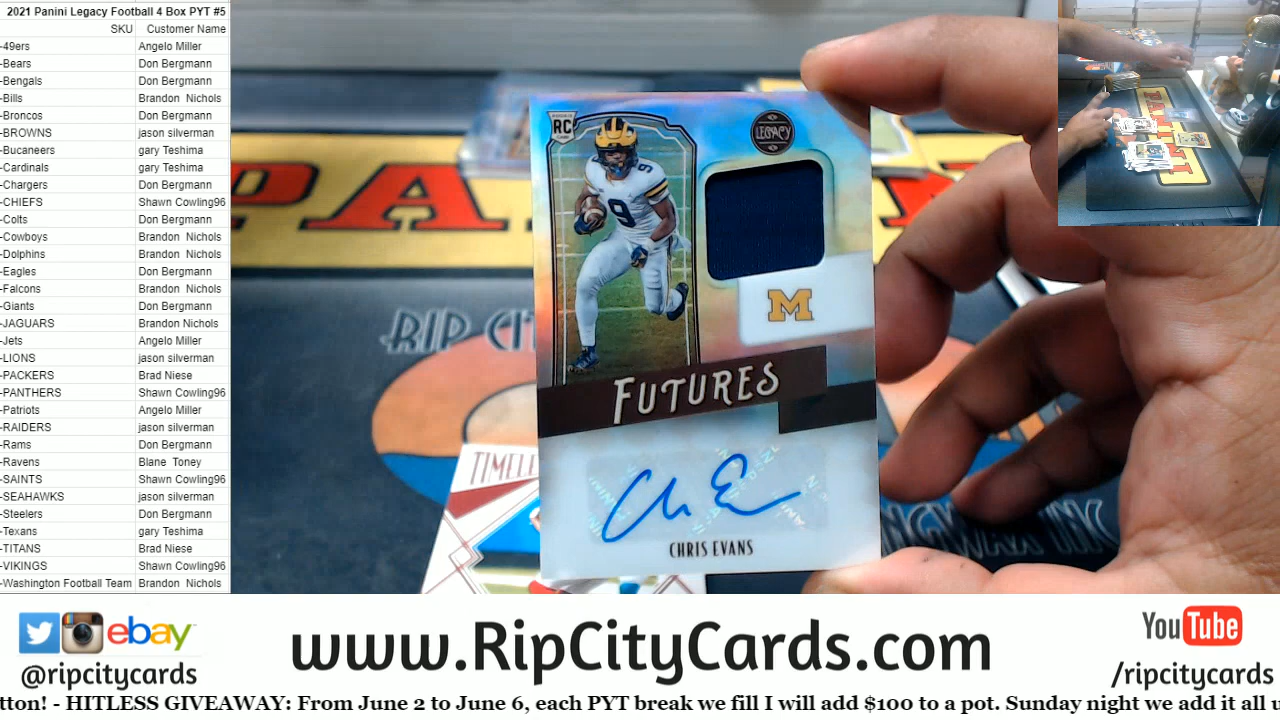 2021 Panini Legacy Football 4 Box PYT #5
SKU Customer Name
-49ers Angelo Miller
-Bears Don Bergmann
-Bengals Don Bergmann
-Bills Brandon Nichols
-Broncos Don Bergmann
-BROWNS jason silverman
-Bucaneers gary Teshima
-Cardinals gary Teshima
-Chargers Don Bergmann
-CHIEFS Shawn Cowling96
-Colts Don Bergmann
-Cowboys Brandon Nichols
-Dolphins Brandon Nichols
-Eagles Don Bergmann
-Falcons Brandon Nichols
-Giants Don Bergmann
-JAGUARS Brandon Nichols
-Jets Angelo Miller
-LIONS jason silverman
-PACKERS Brad Niese
-PANTHERS Shawn Cowling96
-Patriots Angelo Miller
-RAIDERS jason silverman
-Rams Don Bergmann
-Ravens Blane Toney
-SAINTS Shawn Cowling96
-SEAHAWKS jason silverman
-Steelers Don Bergmann
-Texans gary Teshima
-TITANS Brad Niese
-VIKINGS Shawn Cowling96
-Washington Football Team Brandon Nichols
PANINI
RC
LEGACY
9
9
M
FUTURES
CHRIS EVANS
RIP CIT
TIMELE
ebay
@ripcitycards
www.RipCityCards.com
YouTube
/ripcitycards
tton! - HITLESS GIVEAWAY: From June 2 to June 6, each PYT break we fill I will add $100 to a pot. Sunday night we add it all u